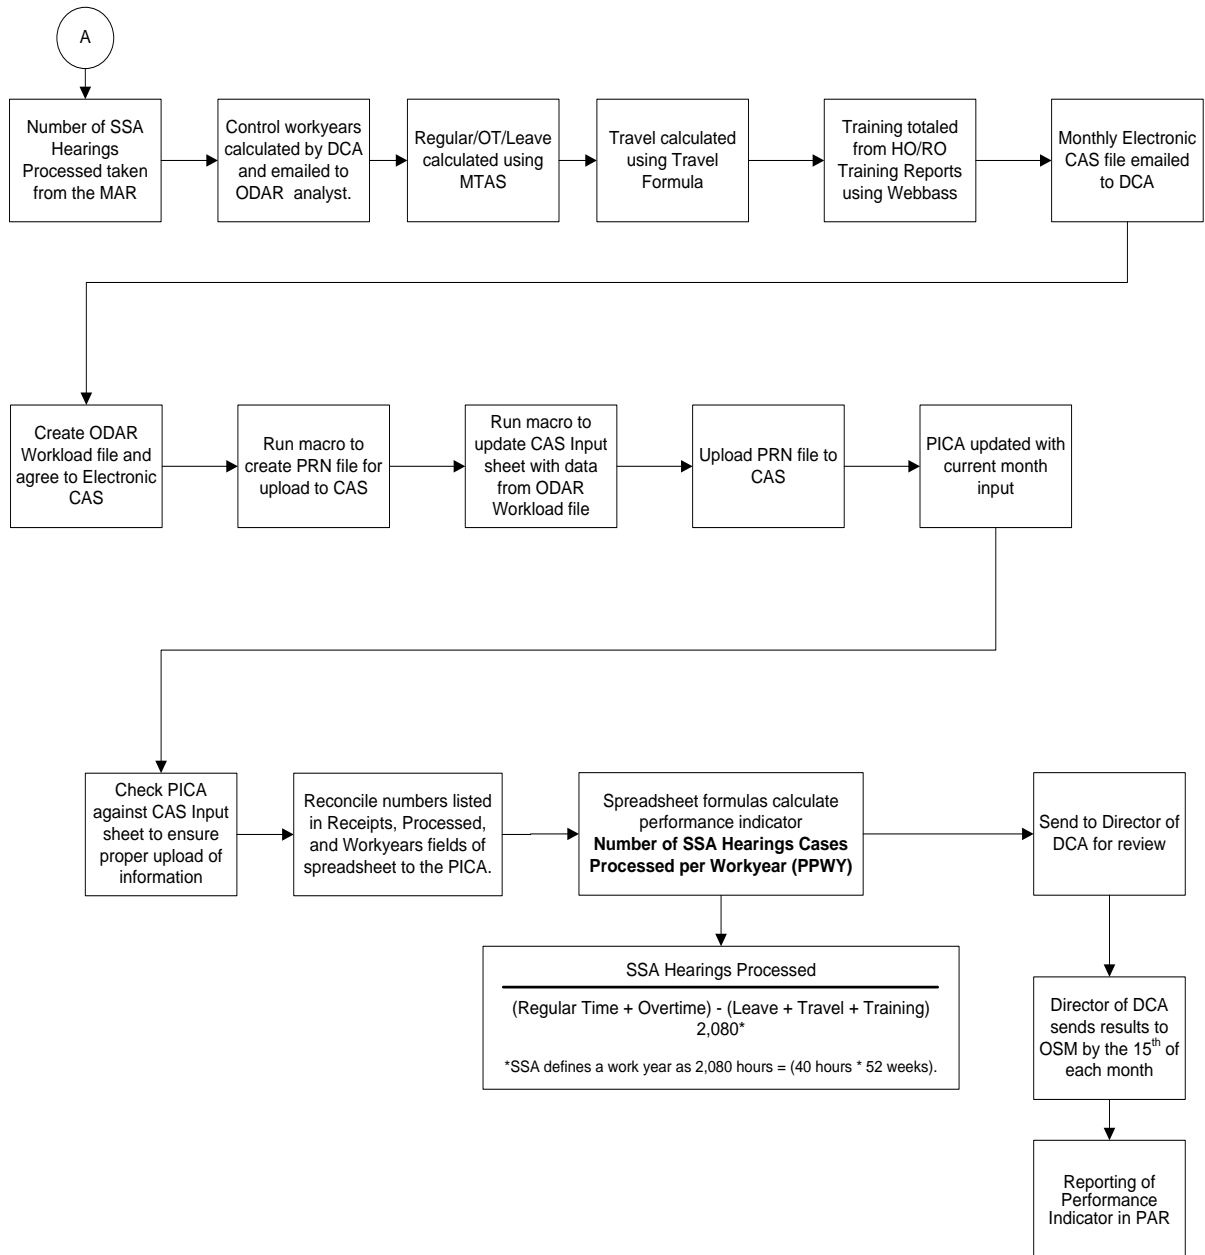 A
Number of SSA
Hearings
Processed taken
from the MAR
Control workyears
calculated by DCA
and emailed to
ODAR analyst.
Regular/OT/Leave
calculated using
MTAS
Travel calculated
using Travel
Formula
Training totaled
from HO/RO
Training Reports
using Webbass
Monthly Electronic
CAS file emailed
to DCA
Create ODAR
Workload file and
agree to Electronic
CAS
Run macro to
create PRN file for
upload to CAS
Run macro to
update CAS Input
sheet with data
from ODAR
Workload file
Upload PRN file to
CAS
PICA updated with
current month
input
Check PICA
against CAS Input
sheet to ensure
proper upload of
information
Reconcile numbers listed
in Receipts, Processed,
and Workyears fields of
spreadsheet to the PICA.
Spreadsheet formulas calculate
performance indicator
Number of SSA Hearings Cases
Processed per Workyear (PPWY)
Send to Director of
DCA for review
SSA Hearings Processed
(Regular Time + Overtime) - (Leave + Travel + Training)
2,080*
*SSA defines a work year as 2,080 hours = (40 hours * 52 weeks).
Director of DCA
sends results to
OSM by the 15th of
each month
Reporting of
Performance
Indicator in PAR